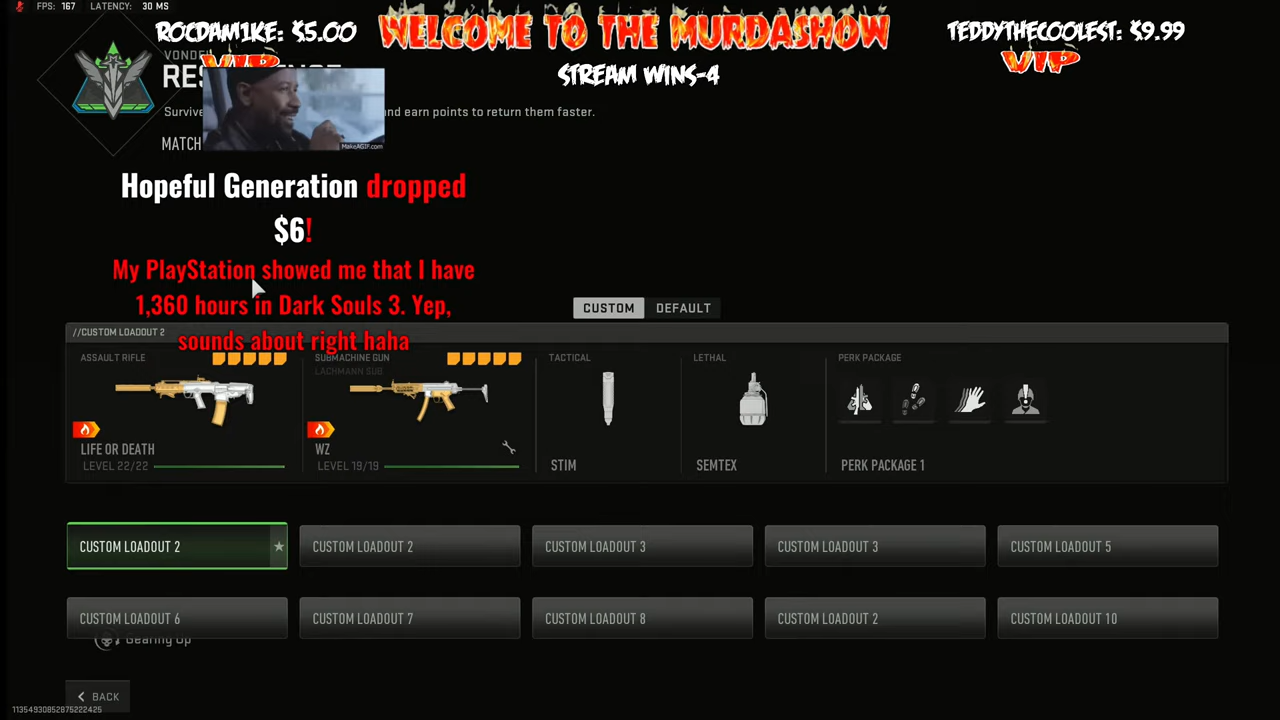 FPS: 167 LATENCY: 30 MS
ROCDAM1KE: $5.00
VIP
WELCOME TO THE MURDASHOW
STREAM WINS-4
TEDDYTHECOOLEST: $9.99
VIP
and earn points to return them faster.
MATCH
MakeAGIF.com
Hopeful Generation dropped
$6!
My PlayStation showed me that I have
1,360 hours in Dark Souls 3. Yep,
sounds about right haha
CUSTOM DEFAULT
//CUSTOM LOADOUT 2
ASSAULT RIFLE
LIFE OR DEATH
LEVEL 22/22
SUBMACHINE GUN
LACHMANN SUB
WZ
LEVEL 19/19
TACTICAL
STIM
LETHAL
SEMTEX
PERK PACKAGE
PERK PACKAGE 1
CUSTOM LOADOUT 2 CUSTOM LOADOUT 2 CUSTOM LOADOUT 3 CUSTOM LOADOUT 3 CUSTOM LOADOUT 5
CUSTOM LOADOUT 6 CUSTOM LOADOUT 7 CUSTOM LOADOUT 8 CUSTOM LOADOUT 2 CUSTOM LOADOUT 10
Gearing Up
BACK
11354930852875222425